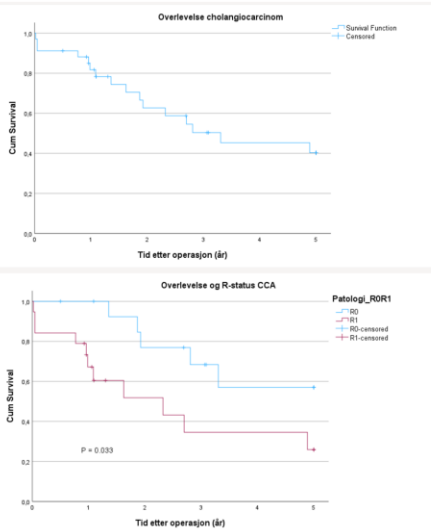 Overlevelse cholangiocarcinom
Survival Function
Censored
Cum Survival
1,0
0,8
0,6
0,4
0,2
0,0
0 1 2 3 4 5
Tid etter operasjon (år)
Overlevelse og R-status CCA
Patologi_R0R1
R0
R1
R0-censored
R1-censored
Cum Survival
1,0
0,8
0,6
0,4
0,2
0,0
P = 0.033
0 1 2 3 4 5
Tid etter operasjon (år)